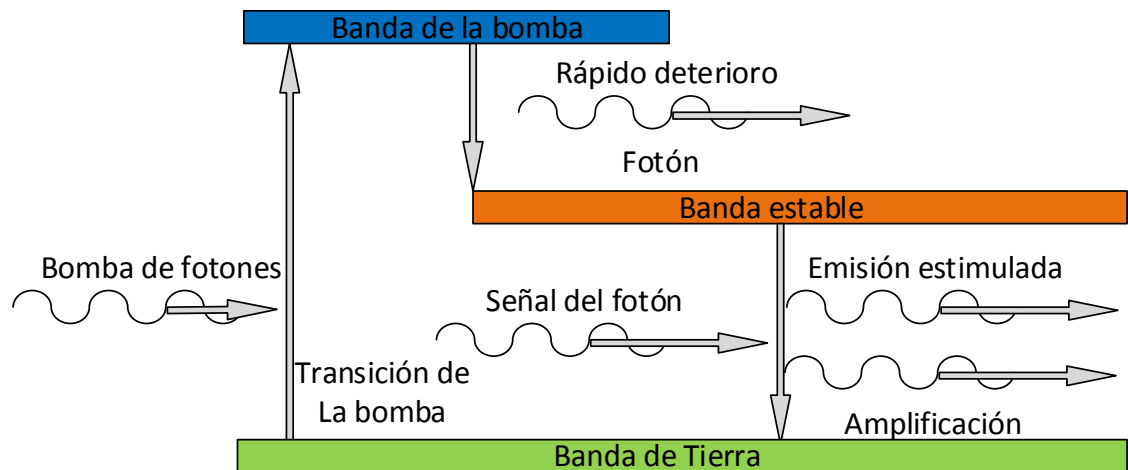 Banda de la bomba
Rápido deterioro
Fotón
Banda estable
Bomba de fotones
Emisión estimulada
Señal del fotón
Transición de
La bomba
Amplificación
Banda de Tierra